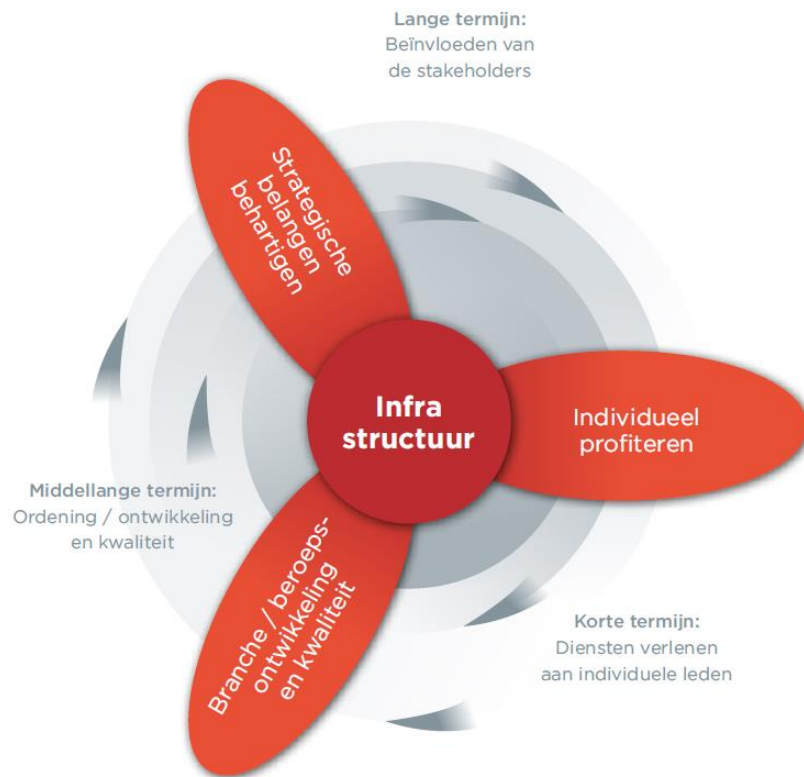 Lange termijn:
Beïnvloeden van
de stakeholders
Strategische
belangen
behartigen
Infra
structuur
Individueel
profiteren
Middellange termijn:
Ordening / ontwikkeling
en kwaliteit
Branche / beroeps-
ontwikkeling
en kwaliteit
Korte termijn:
Diensten verlenen
aan individuele leden